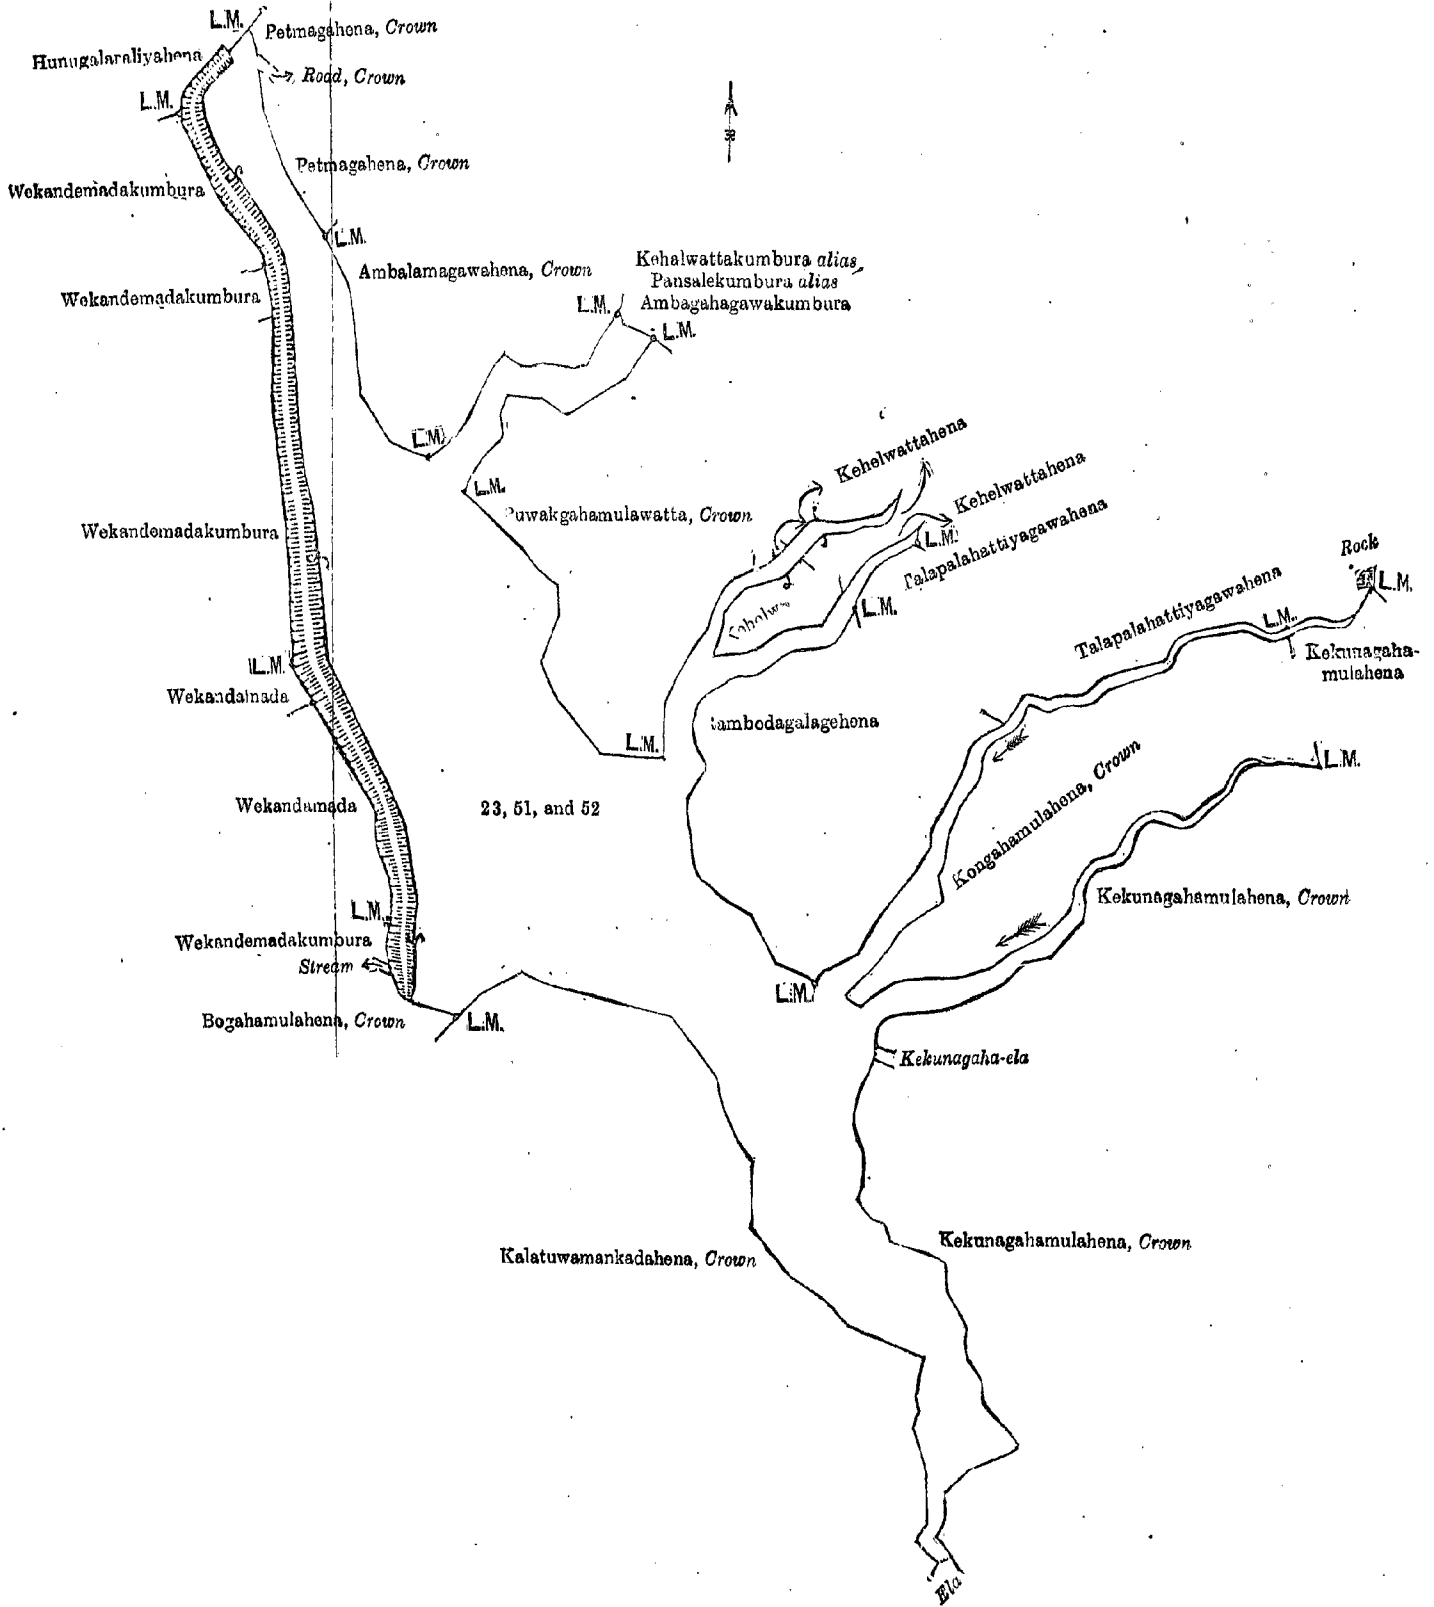 L.M.
Petmagahena, Crown
Hunugalaraliyahena
Road, Crown
L.M.
Petmagahena, Crown
Wekandemadakumbura
L.M.
Ambalamagawahena, Crown
Kehalwattakumbura alias
Pansalekumbura alias
Ambagahagawakumbura
Wekandemadakumbura
L.M.
L.M.
L.M.
Kehelwattahena
Kehelwattahena
L.M.
Puwakgahamulawatta, Crown
Wekandemadakumbura
L.M.
Talapalahattiyagawahena
Rock
L.M.
L.M.
Talapalahattiyagawahena
L.M.
Kekunagaha-
mulahena
L.M.
Wekandamada
L.M.
L.M.
23, 51, and 52
Wekandamada
Kongahamulahena, Crown
Kekunagahamulahena, Crown
L.M.
Wekandemadakumbura
Stream
L.M.
Bogahamulahena, Crown
L.M.
Kekunagaha-ela
Kalatuwamankadahena, Crown
Kekunagahamulahena, Crown
Ela